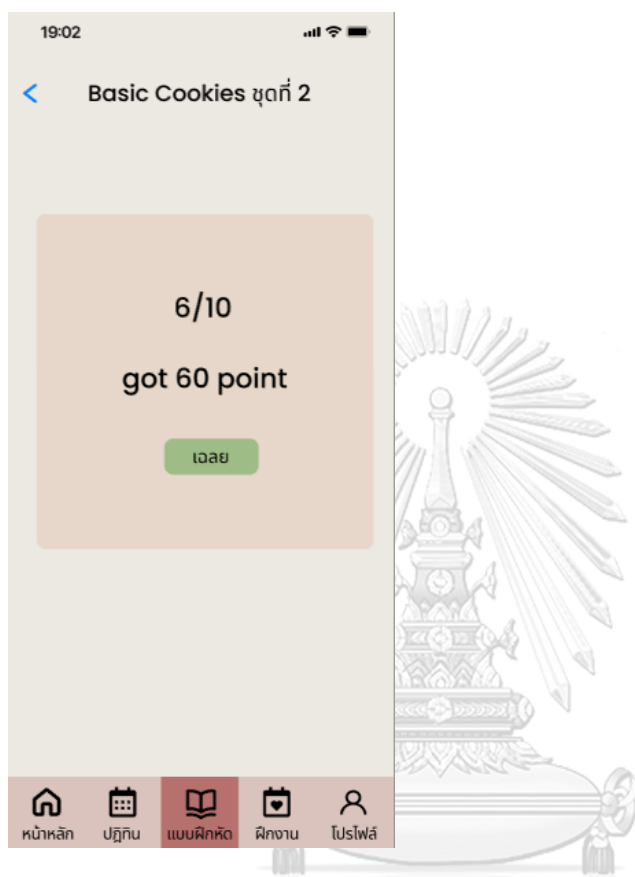 19:02
Basic Cookies ชุดที่ 2
6/10
got 60 point
เฉลย
หน้าหลัก ปฏิทิน แบบฝึกหัด ฝึกงาน โปรไฟล์